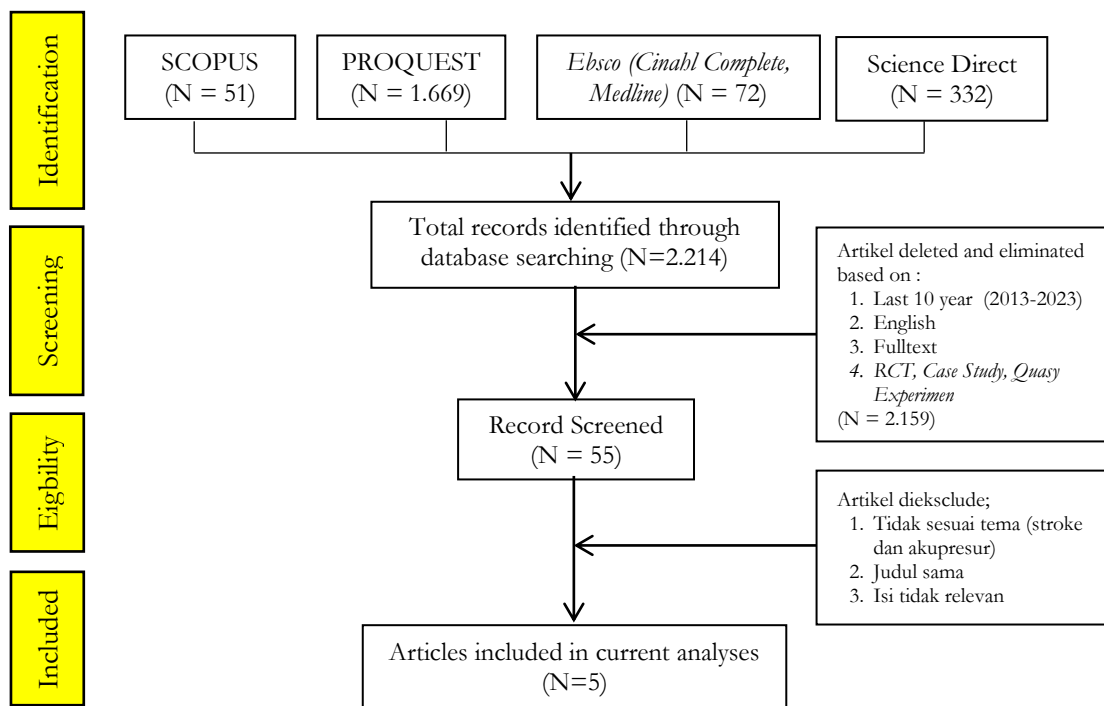 Identification
SCOPUS
(N = 51)
PROQUEST
(N = 1.669)
Ebsco (Cinahl Complete,
Medline) (N = 72)
Science Direct
(N = 332)
Total records identified through
database searching (N=2.214)
Screening
Artikel deleted and eliminated
based on :
1. Last 10 year (2013-2023)
2. English
3. Fulltext
4. RCT, Case Study, Quasy
Experimen
(N = 2.159)
Record Screened
(N = 55)
Eigbility
Artikel dieksclude;
1. Tidak sesuai tema (stroke
dan akupresur)
2. Judul sama
3. Isi tidak relevan
Included
Articles included in current analyses
(N=5)